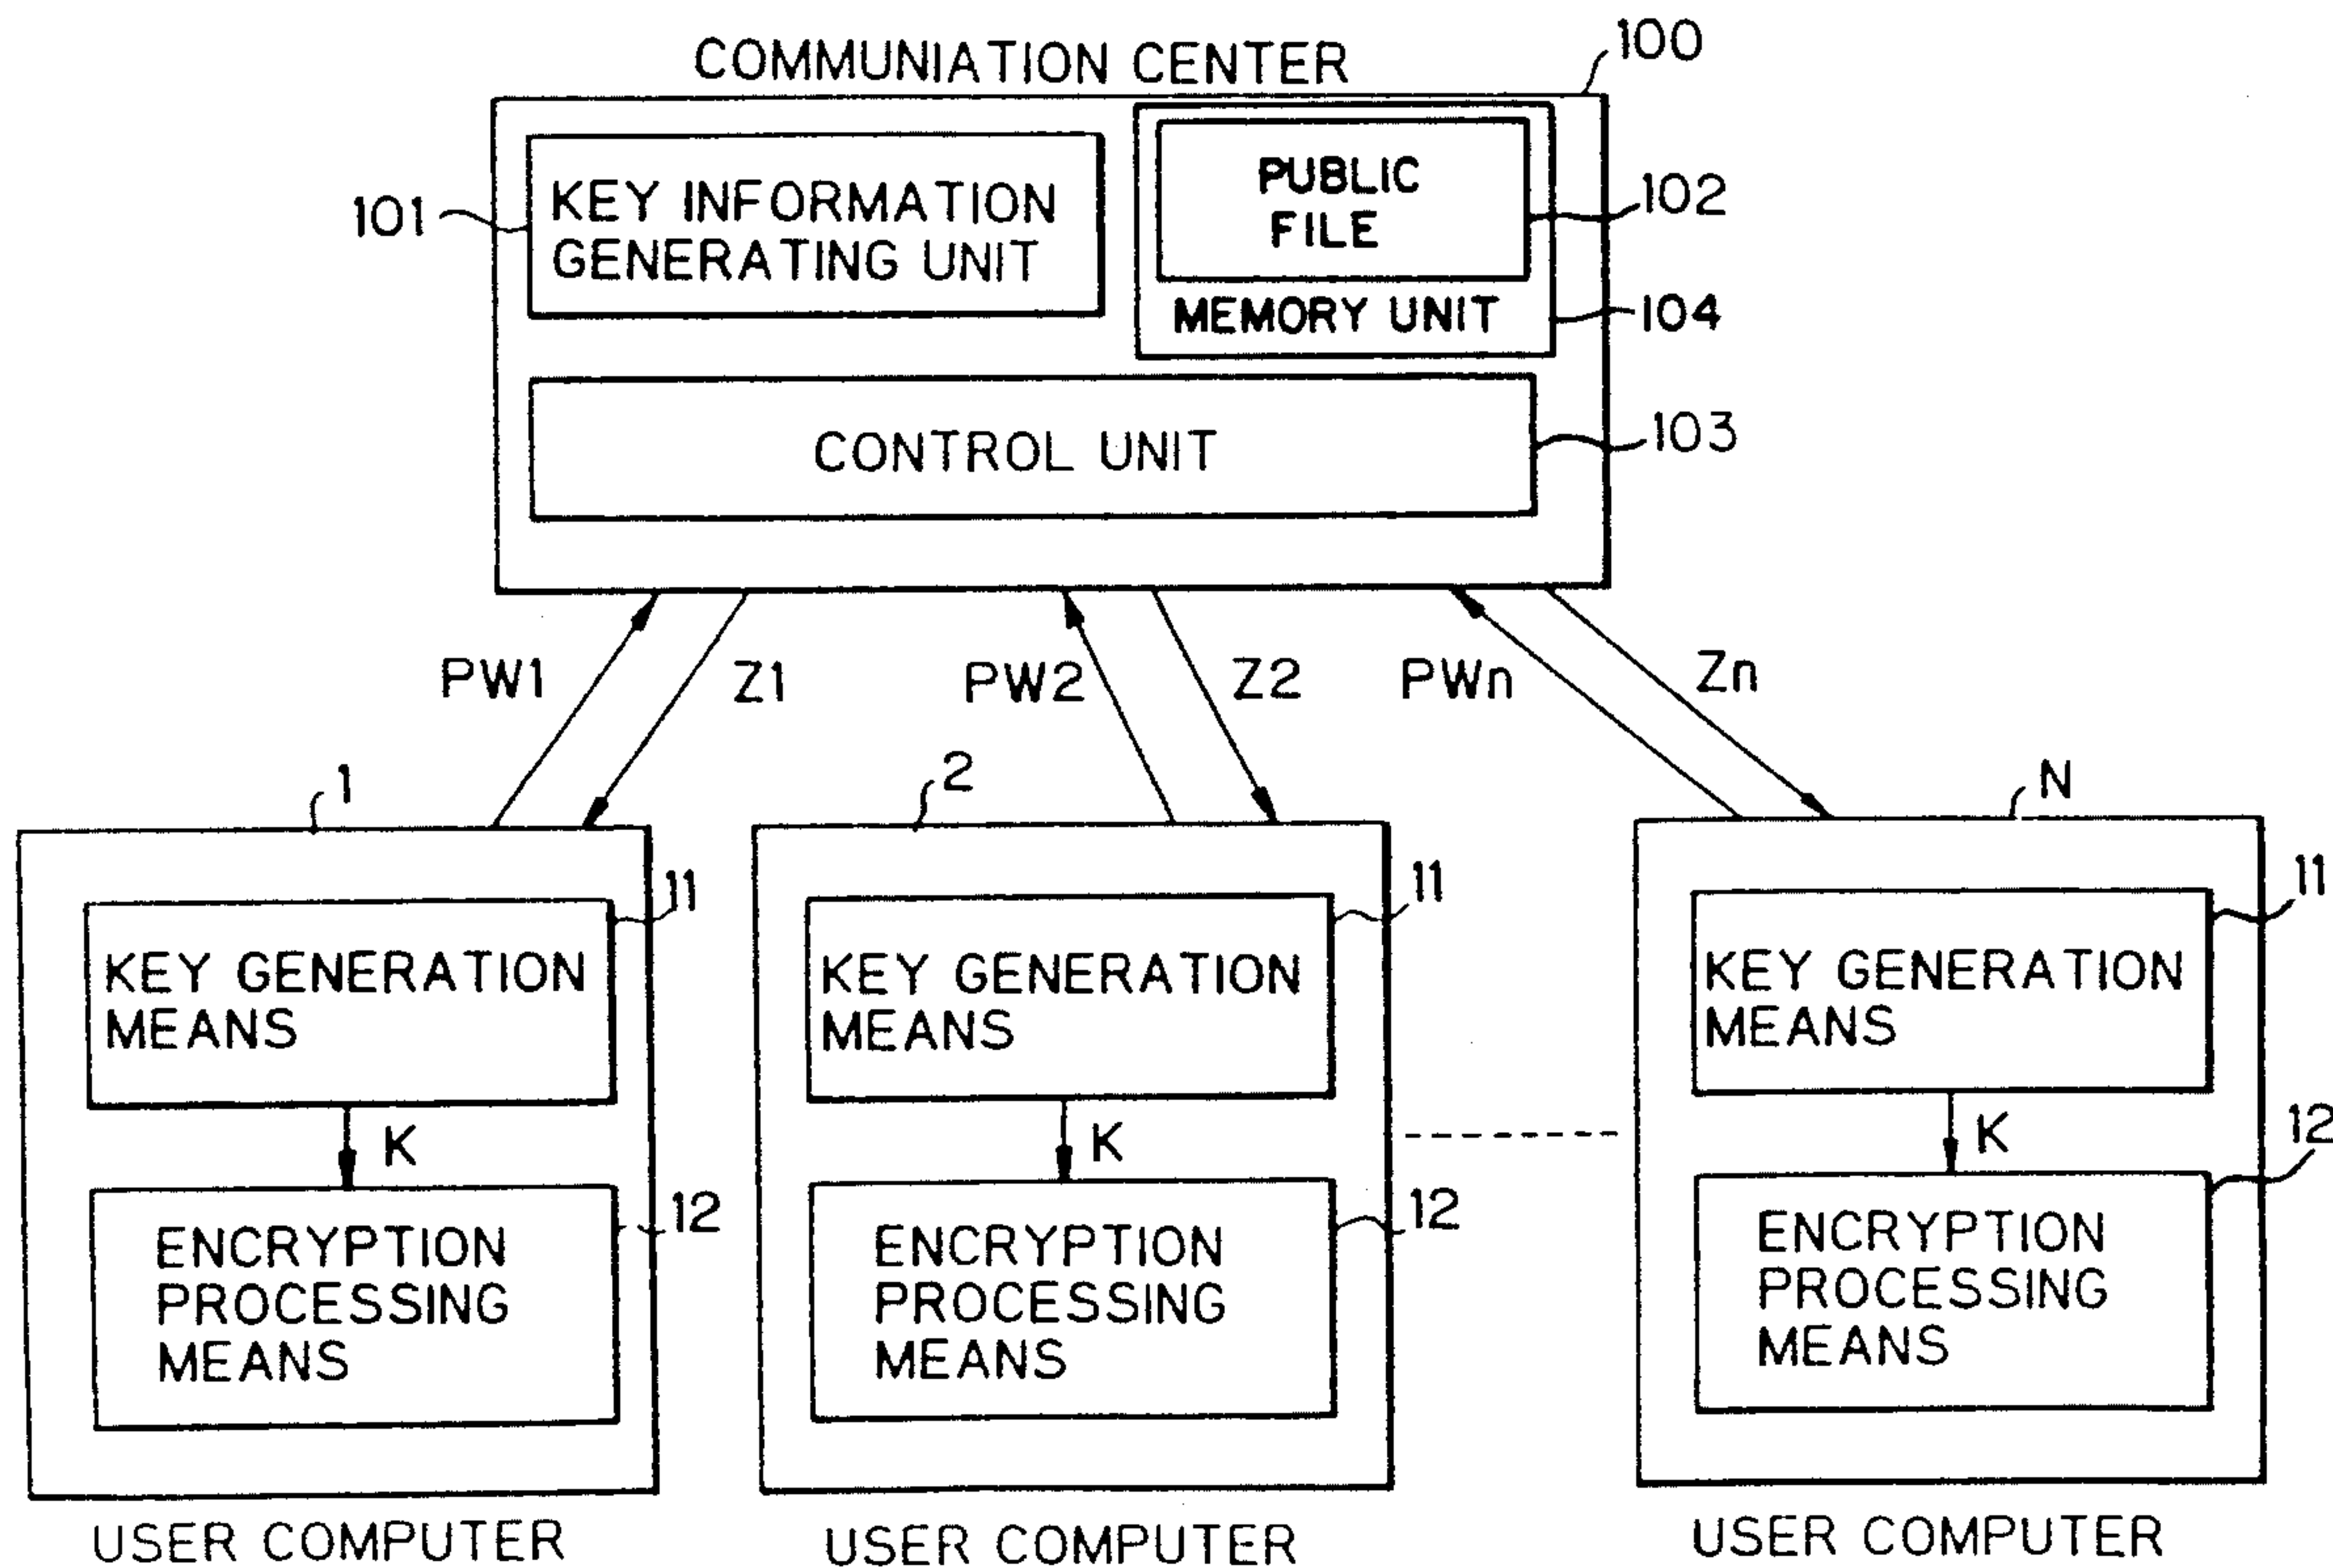 COMMUNIATION CENTER
100
KEY INFORMATION
GENERATING UNIT
101
PUBLIC
FILE
102
MEMORY UNIT
104
CONTROL UNIT
103
PW1
Z1
PW2
Z2
PWn
Zn
1
2
N
KEY GENERATION
MEANS
11
K
ENCRYPTION
PROCESSING
MEANS
12
USER COMPUTER
KEY GENERATION
MEANS
11
K
ENCRYPTION
PROCESSING
MEANS
12
USER COMPUTER
KEY GENERATION
MEANS
11
K
ENCRYPTION
PROCESSING
MEANS
12
USER COMPUTER